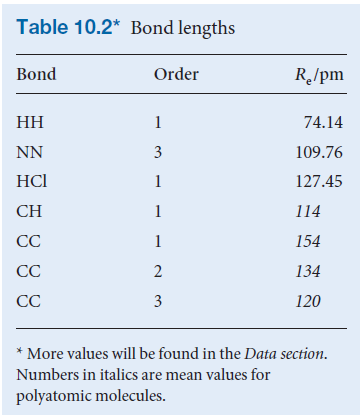 Table 10.2* Bond lengths
Bond Order Re/pm
HH 1 74.14
NN 3 109.76
HCl 1 127.45
CH 1 114
CC 1 154
CC 2 134
CC 3 120
* More values will be found in the Data section.
Numbers in italics are mean values for
polyatomic molecules.